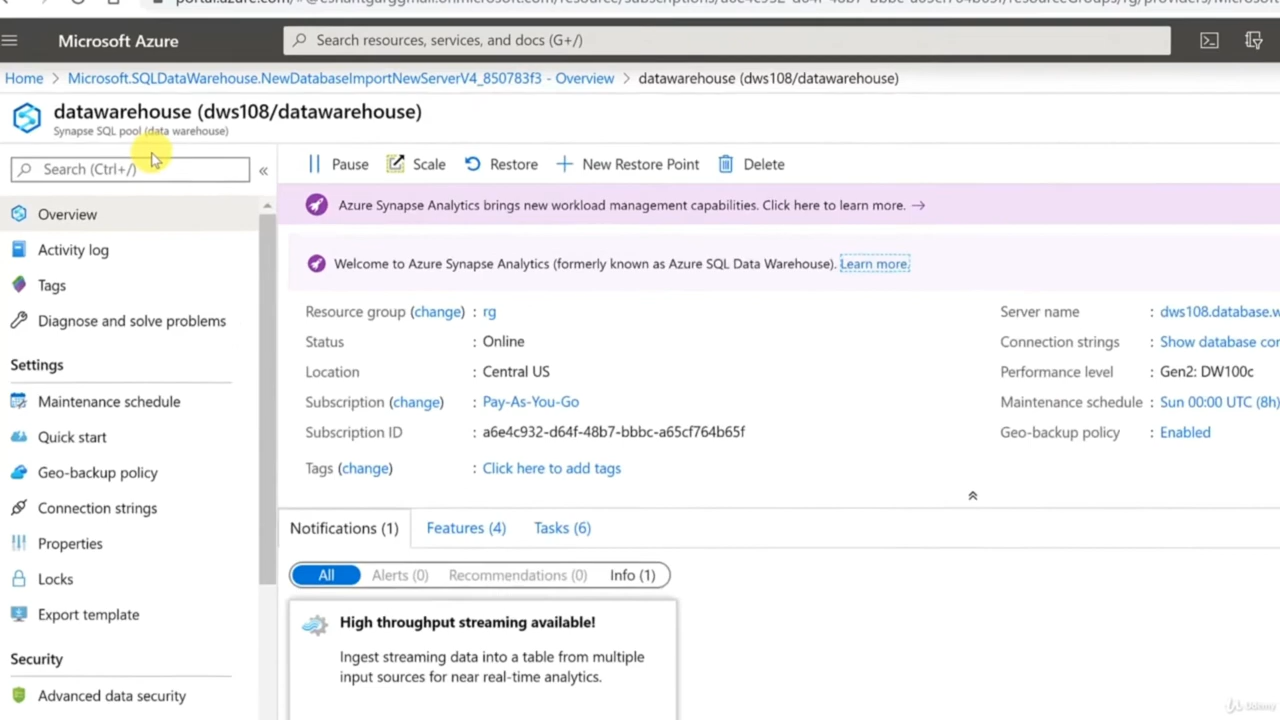 Microsoft Azure
Search resources, services, and docs (G+/)
Home > Microsoft.SQLDataWarehouse.NewDatabaseImportNewServerV4_850783f3 - Overview > datawarehouse (dws108/datawarehouse)
datawarehouse (dws108/datawarehouse)
Synapse SQL pool (data warehouse)
Search (Ctrl+/)
«
Pause Scale Restore New Restore Point Delete
Overview
Activity log
Tags
Diagnose and solve problems
Settings
Maintenance schedule
Quick start
Geo-backup policy
Connection strings
Properties
Locks
Export template
Security
Advanced data security
Azure Synapse Analytics brings new workload management capabilities. Click here to learn more. →
Welcome to Azure Synapse Analytics (formerly known as Azure SQL Data Warehouse). Learn more.
Resource group (change) : rg
Status : Online
Location : Central US
Subscription (change) : Pay-As-You-Go
Subscription ID : a6e4c932-d64f-48b7-bbbc-a65cf764b65f
Tags (change) : Click here to add tags
Server name : dws108.database.w
Connection strings : Show database con
Performance level : Gen2: DW100c
Maintenance schedule : Sun 00:00 UTC (8h)
Geo-backup policy : Enabled
Notifications (1) Features (4) Tasks (6)
All Alerts (0) Recommendations (0) Info (1)
High throughput streaming available!
Ingest streaming data into a table from multiple
input sources for near real-time analytics.
Udemy